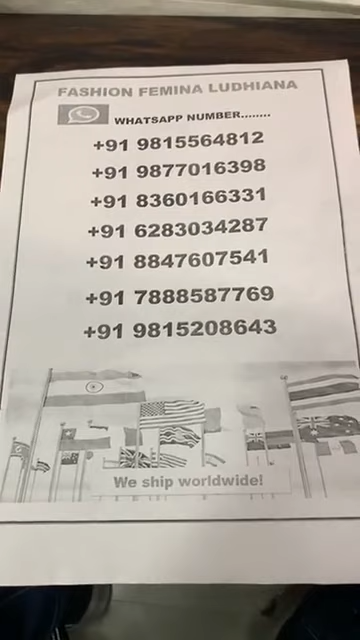 FASHION FEMINA LUDHIANA
WHATSAPP NUMBER........
+91 9815564812
+91 9877016398
+91 8360166331
+91 6283034287
+91 8847607541
+91 7888587769
+91 9815208643
We ship worldwide!